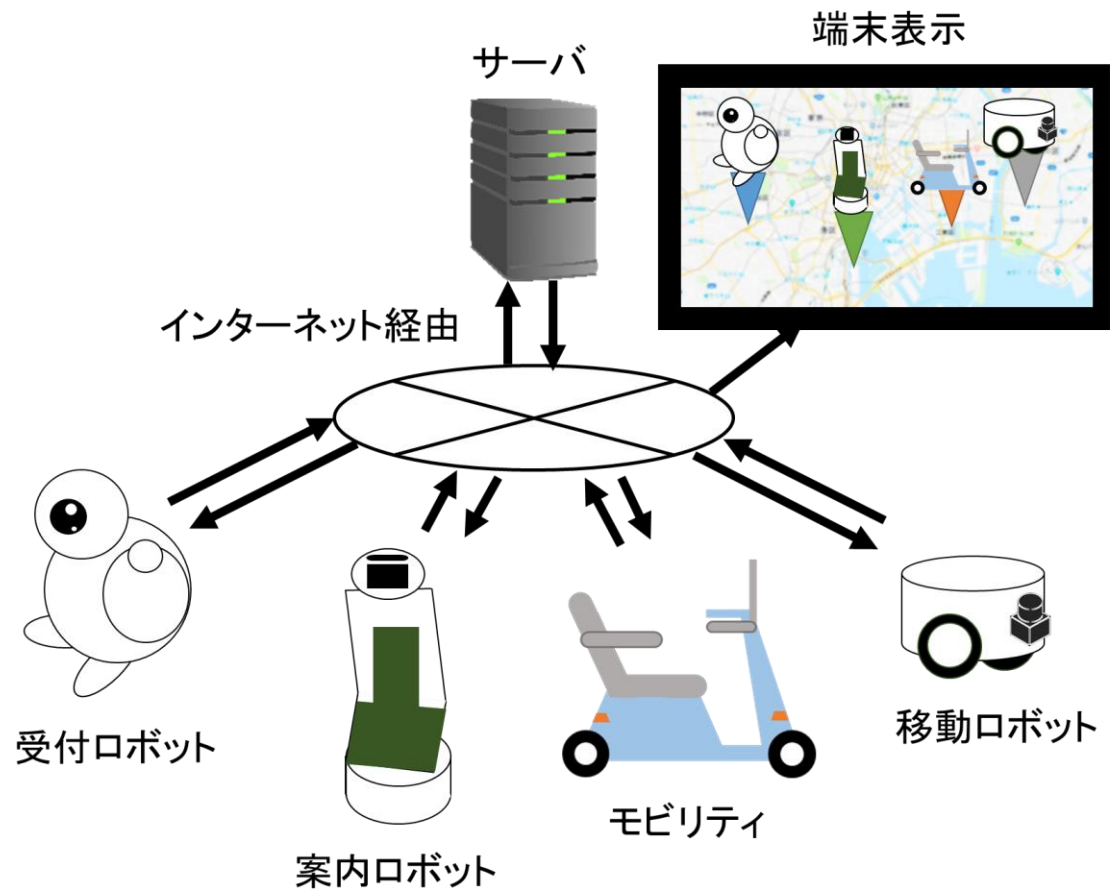 端末表示
サーバ
インターネット経由
受付ロボット
案内ロボット
モビリティ
移動ロボット